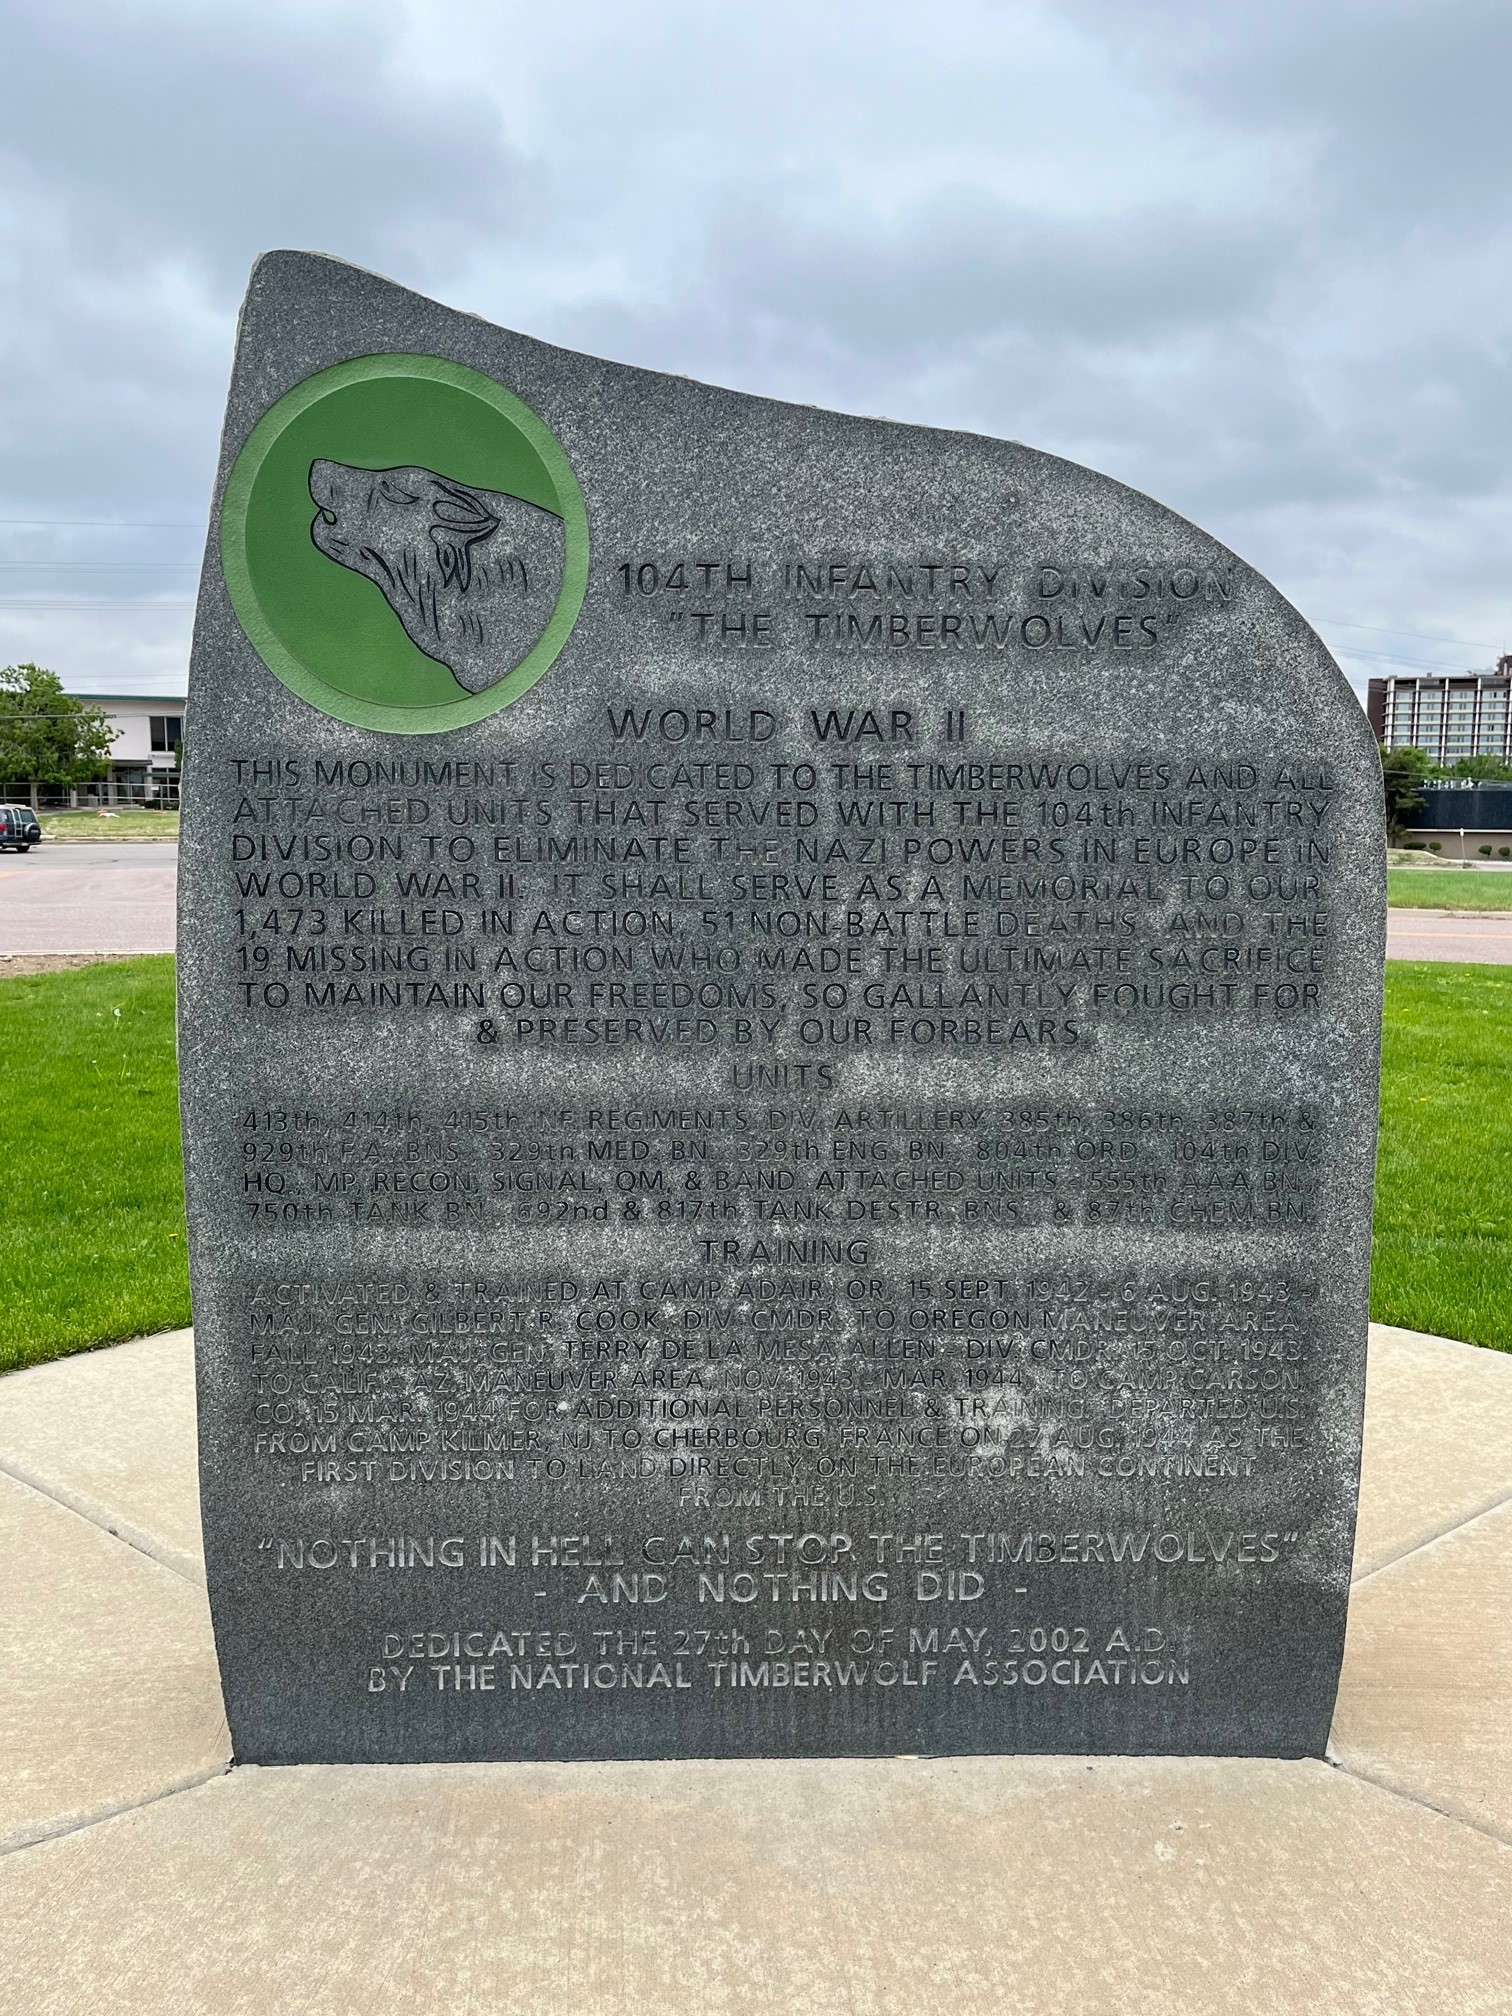 104TH INFANTRY DIVISION
"THE TIMBERWOLVES"
WORLD WAR II
THIS MONUMENT IS DEDICATED TO THE TIMBERWOLVES AND ALL
ATTACHED UNITS THAT SERVED WITH THE 104th INFANTRY
DIVISION TO ELIMINATE THE NAZI POWERS IN EUROPE IN
WORLD WAR II. IT SHALL SERVE AS A MEMORIAL TO OUR
1,473 KILLED IN ACTION, 51 NON-BATTLE DEATHS, AND THE
19 MISSING IN ACTION WHO MADE THE ULTIMATE SACRIFICE
TO MAINTAIN OUR FREEDOMS, SO GALLANTLY FOUGHT FOR
& PRESERVED BY OUR FORBEARS.
UNITS
413th, 414th, 415th INF. REGIMENTS, DIV. ARTILLERY, 385th, 386th, 387th &
929th F.A. BNS., 329th MED. BN., 329th ENG. BN., 804th ORD., 104th DIV.
HQ., MP, RECON, SIGNAL, QM, & BAND. ATTACHED UNITS - 555th AAA BN.,
750th TANK BN., 692nd & 817th TANK DESTR. BNS., & 87th CHEM. BN.
TRAINING
ACTIVATED & TRAINED AT CAMP ADAIR, OR, 15 SEPT. 1942 - 6 AUG. 1943 -
MAJ. GEN. GILBERT R. COOK, DIV. CMDR. TO OREGON MANEUVER AREA,
FALL 1943. MAJ. GEN. TERRY DE LA MESA ALLEN - DIV. CMDR. 15 OCT. 1943.
TO CALIF. - AZ. MANEUVER AREA, NOV. 1943 - MAR. 1944. TO CAMP CARSON,
CO, 15 MAR. 1944 FOR ADDITIONAL PERSONNEL & TRAINING. DEPARTED U.S.
FROM CAMP KILMER, NJ TO CHERBOURG, FRANCE ON 27 AUG. 1944 AS THE
FIRST DIVISION TO LAND DIRECTLY ON THE EUROPEAN CONTINENT
FROM THE U.S.
"NOTHING IN HELL CAN STOP THE TIMBERWOLVES"
- AND NOTHING DID -
DEDICATED THE 27th DAY OF MAY, 2002 A.D.
BY THE NATIONAL TIMBERWOLF ASSOCIATION